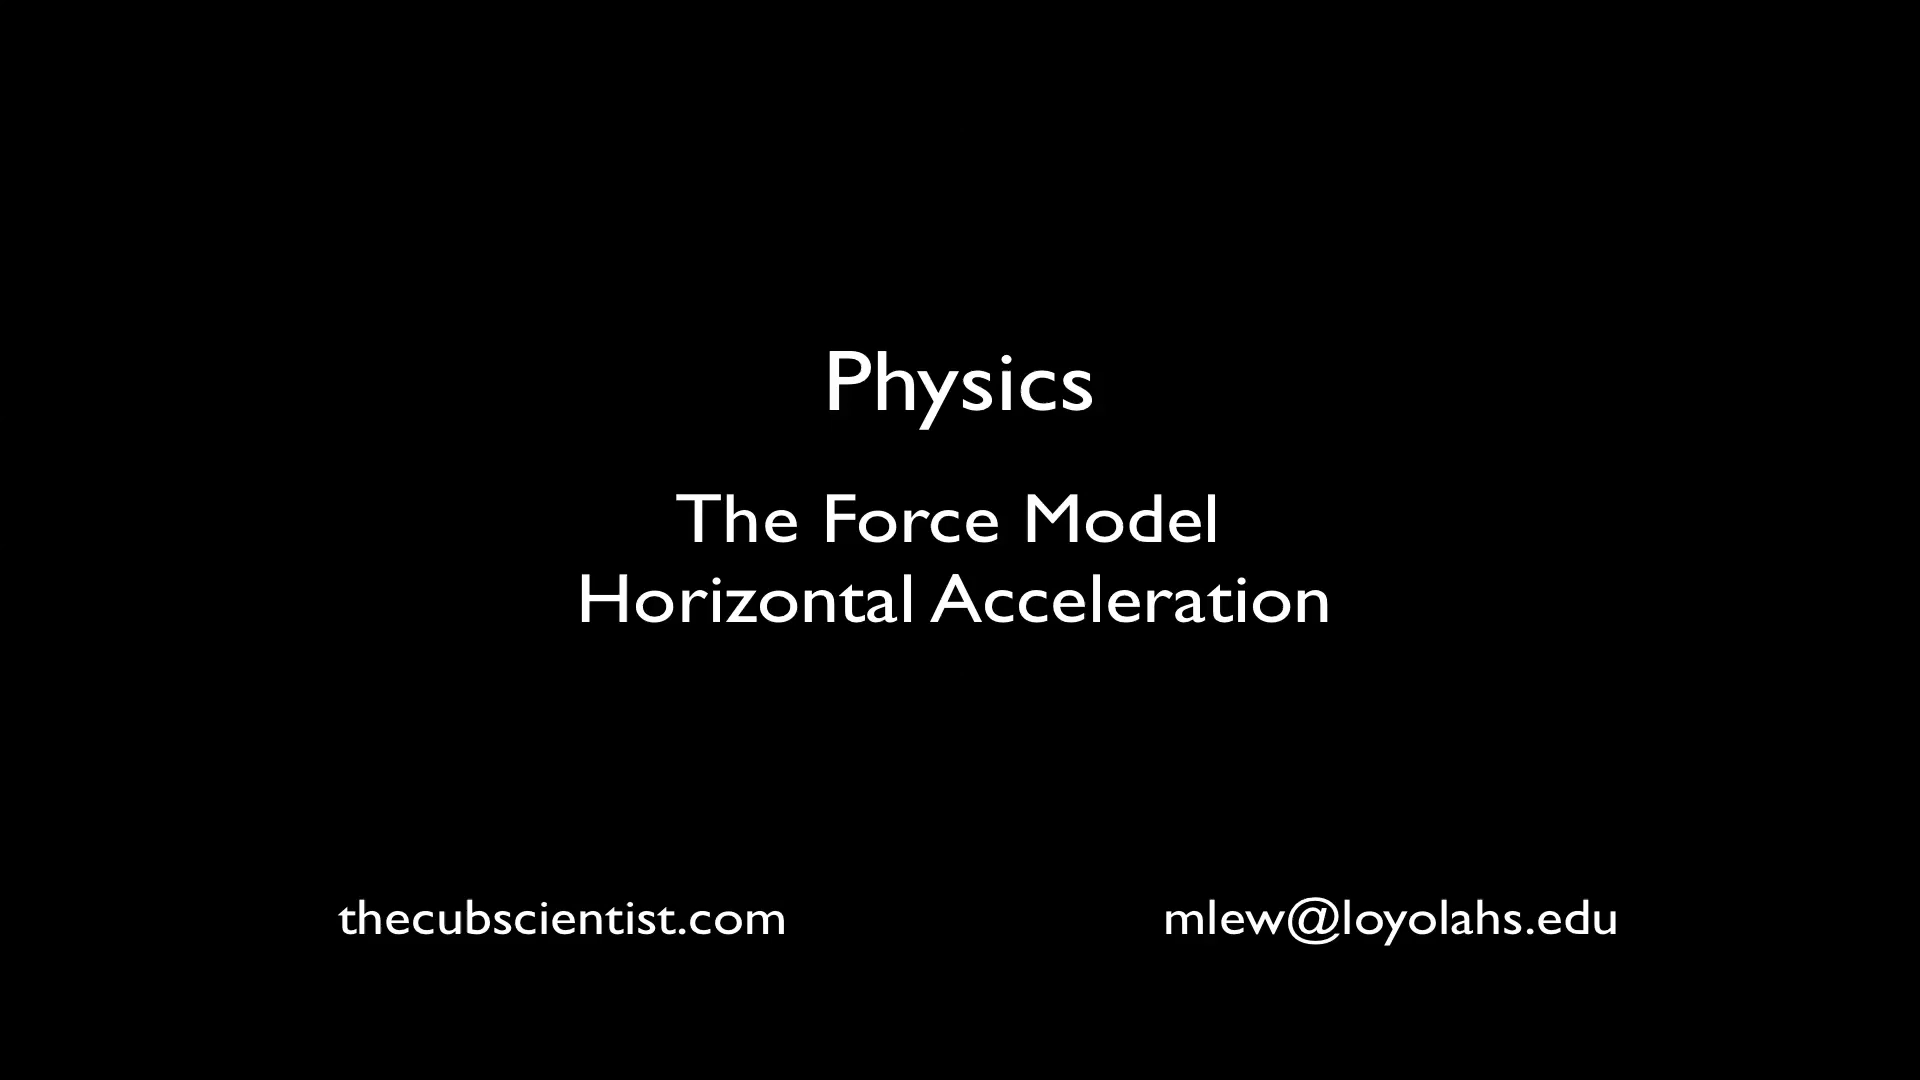 Physics
The Force Model
Horizontal Acceleration
thecubscientist.com
mlew@loyolahs.edu